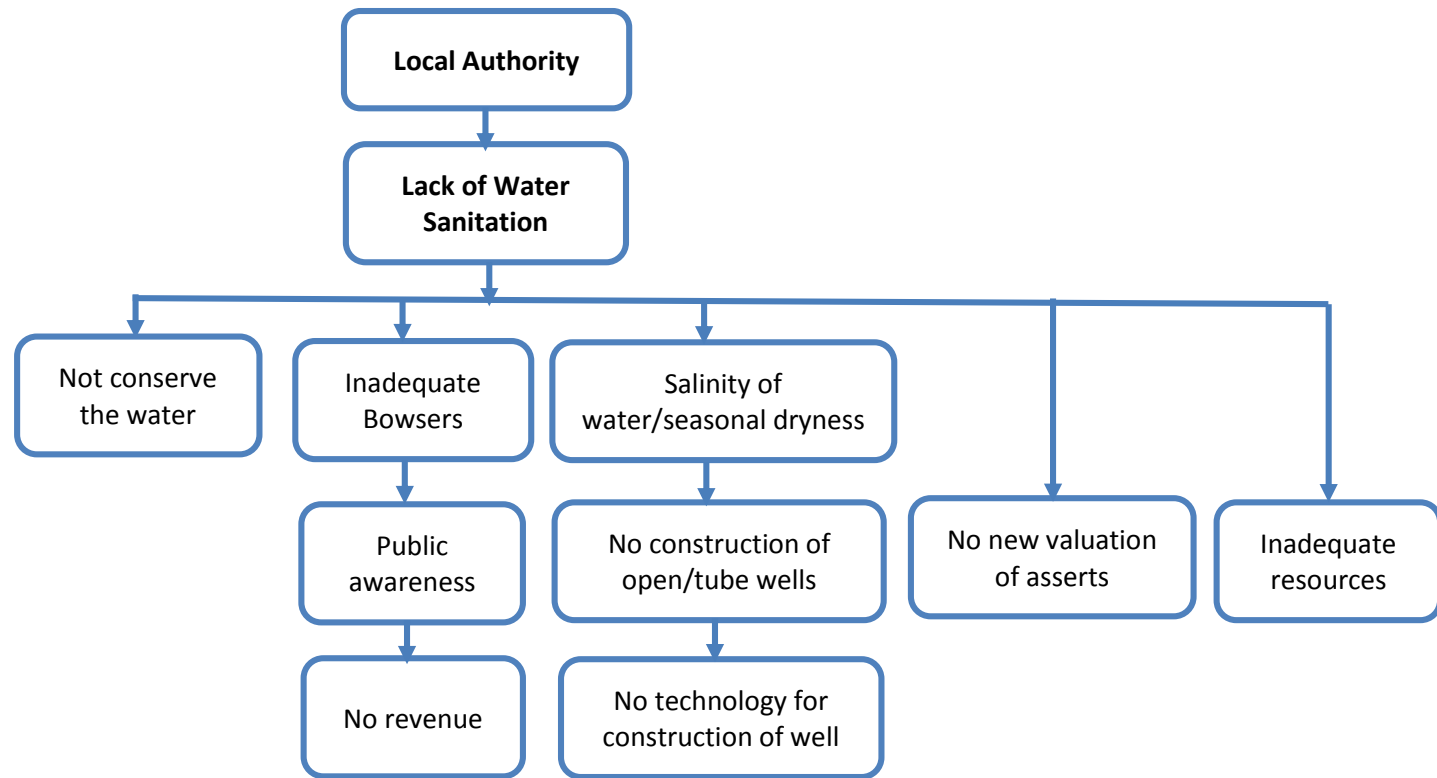 Local Authority
Lack of Water
Sanitation
Not conserve
the water
Inadequate
Bowsers
Salinity of
water/seasonal dryness
Public
awareness
No construction of
open/tube wells
No new valuation
of asserts
Inadequate
resources
No revenue
No technology for
construction of well